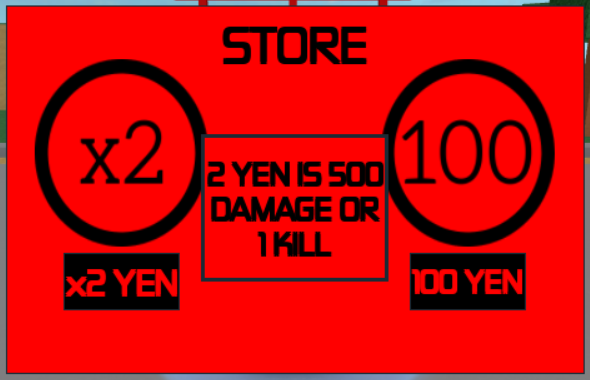 STORE
x2
100
2 YEN IS 500
DAMAGE OR
1 KILL
x2 YEN
100 YEN